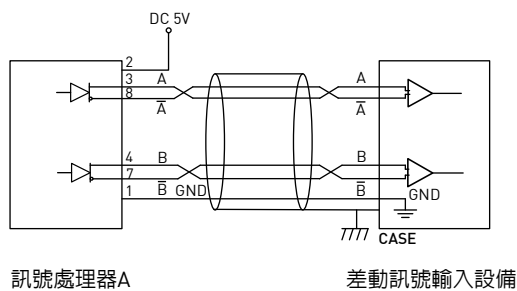 DC 5V
2
3 A A
8 A̅ A̅
4 B B
7
B̅ GND B̅
1 GND
CASE
訊號處理器A 差動訊號輸入設備